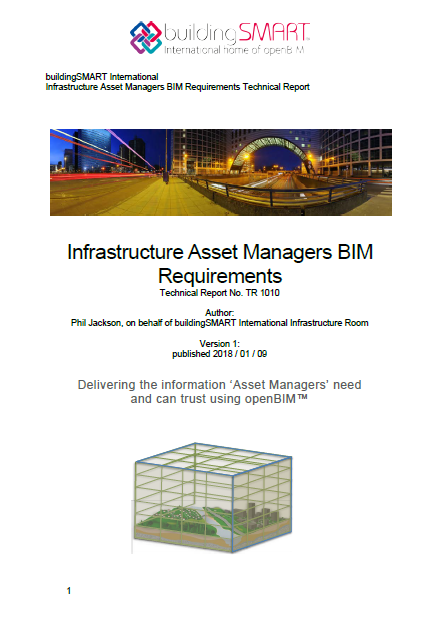 buildingSMART
International home of openBIM
buildingSMART International
Infrastructure Asset Managers BIM Requirements Technical Report
Infrastructure Asset Managers BIM
Requirements
Technical Report No. TR 1010
Author:
Phil Jackson, on behalf of buildingSMART International Infrastructure Room
Version 1:
published 2018 / 01 / 09
Delivering the information ‘Asset Managers’ need
and can trust using openBIM™
1